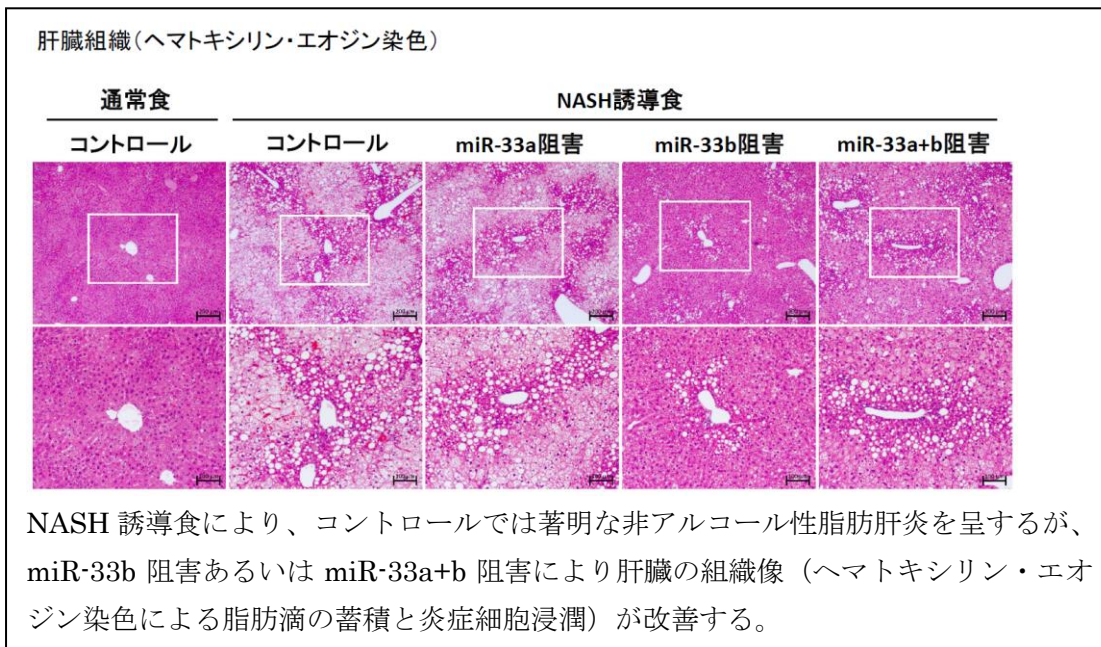 肝臓組織(ヘマトキシリン・エオジン染色)
通常食 NASH誘導食
コントロール コントロール miR-33a阻害 miR-33b阻害 miR-33a+b阻害
NASH 誘導食により、コントロールでは著明な非アルコール性脂肪肝炎を呈するが、
miR-33b 阻害あるいは miR-33a+b 阻害により肝臓の組織像（ヘマトキシリン・エオ
ジン染色による脂肪滴の蓄積と炎症細胞浸潤）が改善する。